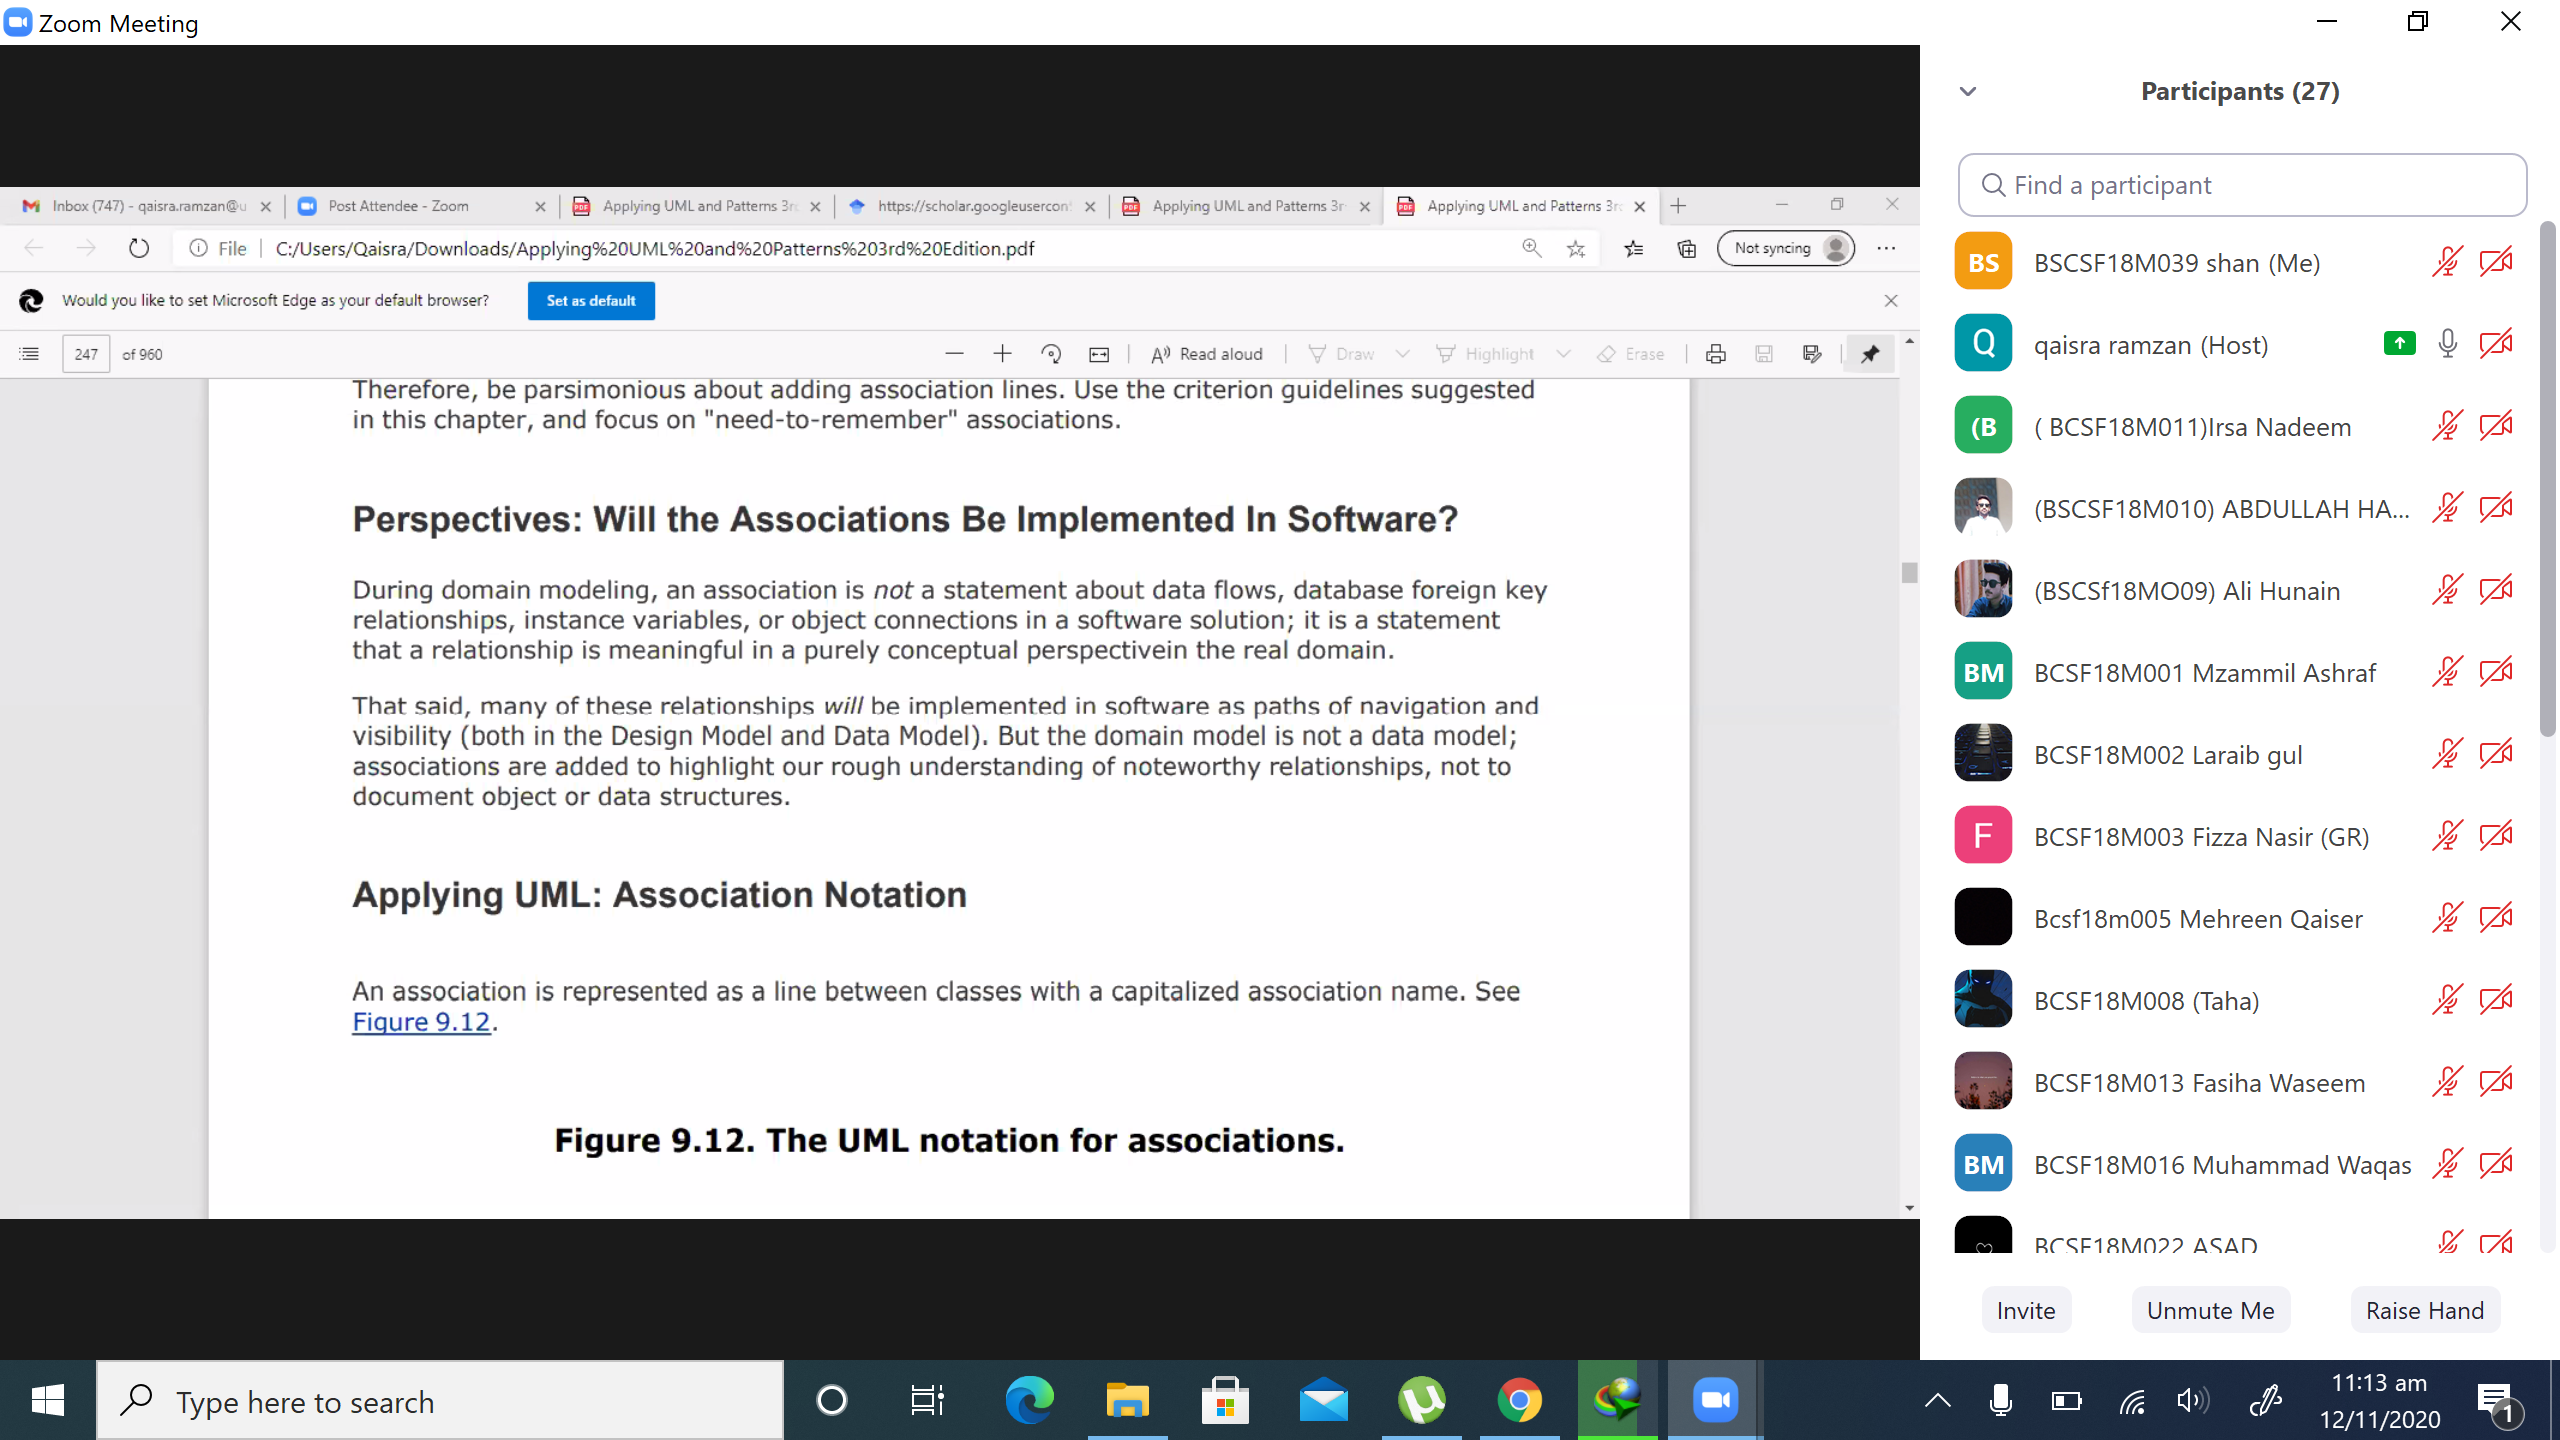 Zoom Meeting
Inbox (747) - qaisra.ramzan@u
Post Attendee - Zoom
Applying UML and Patterns 3rd
https://scholar.googleusercont
Applying UML and Patterns 3r
Applying UML and Patterns 3rd
File
C:/Users/Qaisra/Downloads/Applying%20UML%20and%20Patterns%203rd%20Edition.pdf
Not syncing
Would you like to set Microsoft Edge as your default browser?
Set as default
247 of 960
Read aloud
Draw
Highlight
Erase
Therefore, be parsimonious about adding association lines. Use the criterion guidelines suggested
in this chapter, and focus on "need-to-remember" associations.
Perspectives: Will the Associations Be Implemented In Software?
During domain modeling, an association is not a statement about data flows, database foreign key
relationships, instance variables, or object connections in a software solution; it is a statement
that a relationship is meaningful in a purely conceptual perspectivein the real domain.
That said, many of these relationships will be implemented in software as paths of navigation and
visibility (both in the Design Model and Data Model). But the domain model is not a data model;
associations are added to highlight our rough understanding of noteworthy relationships, not to
document object or data structures.
Applying UML: Association Notation
An association is represented as a line between classes with a capitalized association name. See
Figure 9.12.
Figure 9.12. The UML notation for associations.
Participants (27)
Find a participant
BS BSCSF18M039 shan (Me)
Q qaisra ramzan (Host)
(B ( BCSF18M011)Irsa Nadeem
(BSCSF18M010) ABDULLAH HA...
(BSCSf18MO09) Ali Hunain
BM BCSF18M001 Mzammil Ashraf
BCSF18M002 Laraib gul
F BCSF18M003 Fizza Nasir (GR)
Bcsf18m005 Mehreen Qaiser
BCSF18M008 (Taha)
BCSF18M013 Fasiha Waseem
BM BCSF18M016 Muhammad Waqas
BCSF18M022 ASAD
Invite
Unmute Me
Raise Hand
Type here to search
11:13 am
12/11/2020
1